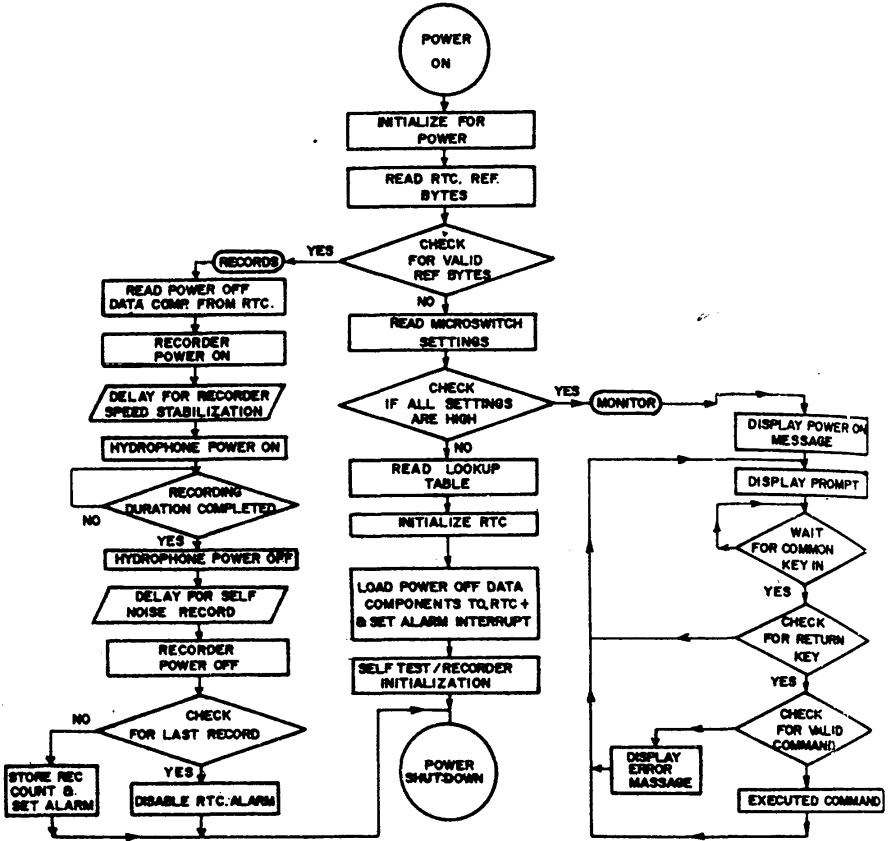 POWER
ON
INITIALIZE FOR
POWER
READ RTC, REF.
BYTES
CHECK
FOR VALID
REF BYTES
YES
NO
RECORDS
READ POWER OFF
DATA COMP. FROM RTC.
RECORDER
POWER ON
DELAY FOR RECORDER
SPEED STABILIZATION
HYDROPHONE POWER ON
RECORDING
DURATION COMPLETED
NO
YES
HYDROPHONE POWER OFF
DELAY FOR SELF
NOISE RECORD
RECORDER
POWER OFF
CHECK
FOR LAST RECORD
NO
YES
STORE REC
COUNT &
SET ALARM
DISABLE RTC. ALARM
READ MICROSWITCH
SETTINGS
CHECK
IF ALL SETTINGS
ARE HIGH
YES
NO
READ LOOKUP
TABLE
INITIALIZE RTC
LOAD POWER OFF DATA
COMPONENTS TO, RTC +
& SET ALARM INTERRUPT
SELF TEST/RECORDER
INITIALIZATION
POWER
SHUTDOWN
MONITOR
DISPLAY POWER ON
MESSAGE
DISPLAY PROMPT
WAIT
FOR COMMON
KEY IN
YES
CHECK
FOR RETURN
KEY
YES
CHECK
FOR VALID
COMMAND
DISPLAY
ERROR
MASSAGE
EXECUTED COMMAND